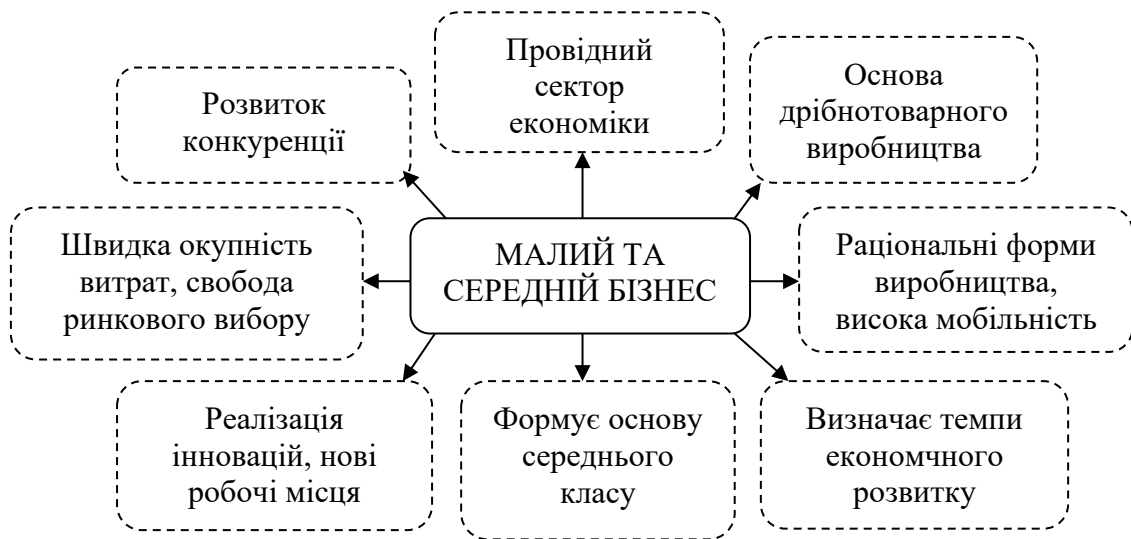 Провідний
сектор
економіки
Розвиток
конкуренції
Основа
дрібнотоварного
виробництва
Швидка окупність
витрат, свобода
ринкового вибору
МАЛИЙ ТА
СЕРЕДНІЙ БІЗНЕС
Раціональні форми
виробництва,
висока мобільність
Реалізація
інновацій, нові
робочі місця
Формує основу
середнього
класу
Визначає темпи
економчного
розвитку